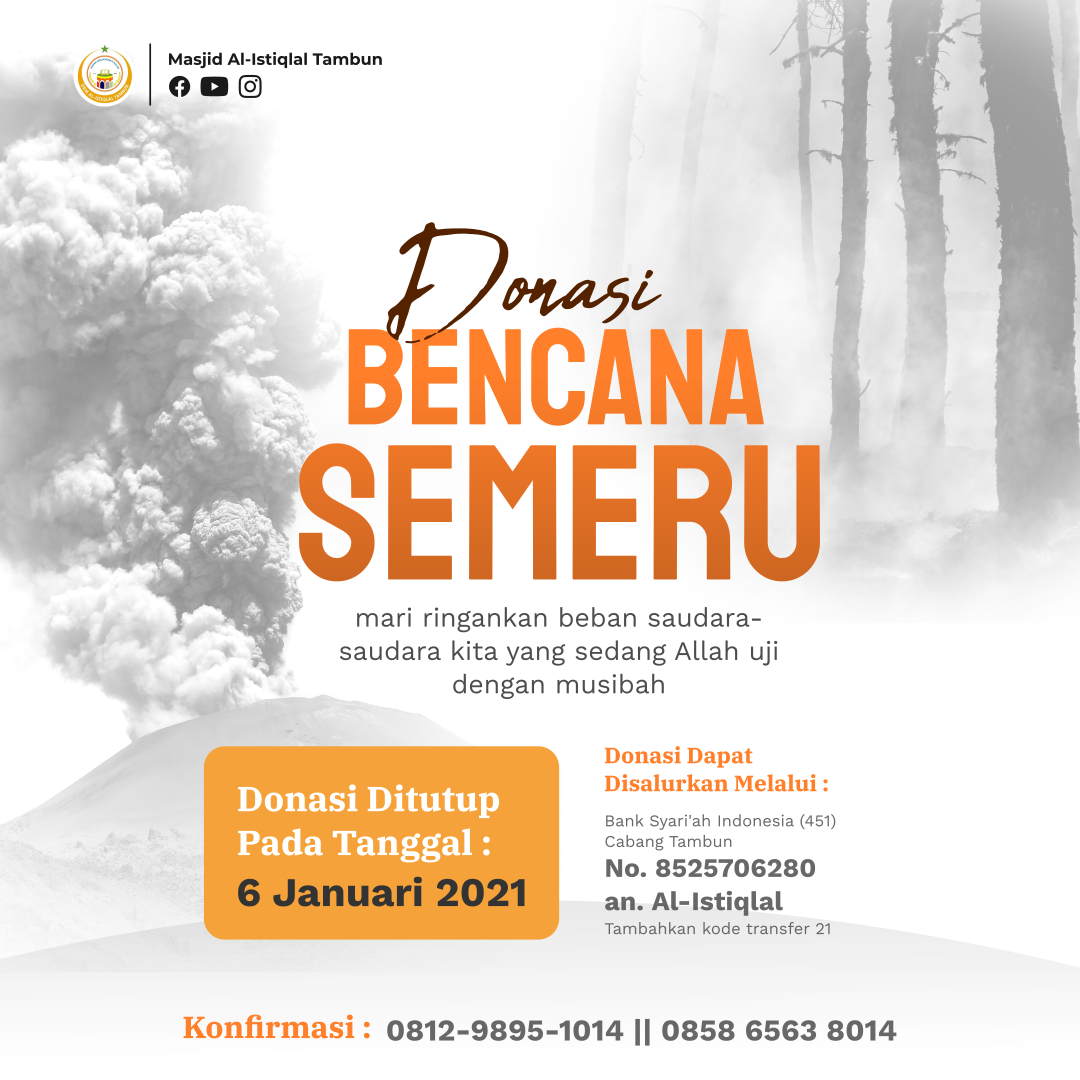 Masjid Al-Istiqlal Tambun
Donasi
BENCANA
SEMERU
mari ringankan beban saudara-
saudara kita yang sedang Allah uji
dengan musibah
Donasi Ditutup
Pada Tanggal :
6 Januari 2021
Donasi Dapat
Disalurkan Melalui :
Bank Syari'ah Indonesia (451)
Cabang Tambun
No. 8525706280
an. Al-Istiqlal
Tambahkan kode transfer 21
Konfirmasi : 0812-9895-1014 || 0858 6563 8014